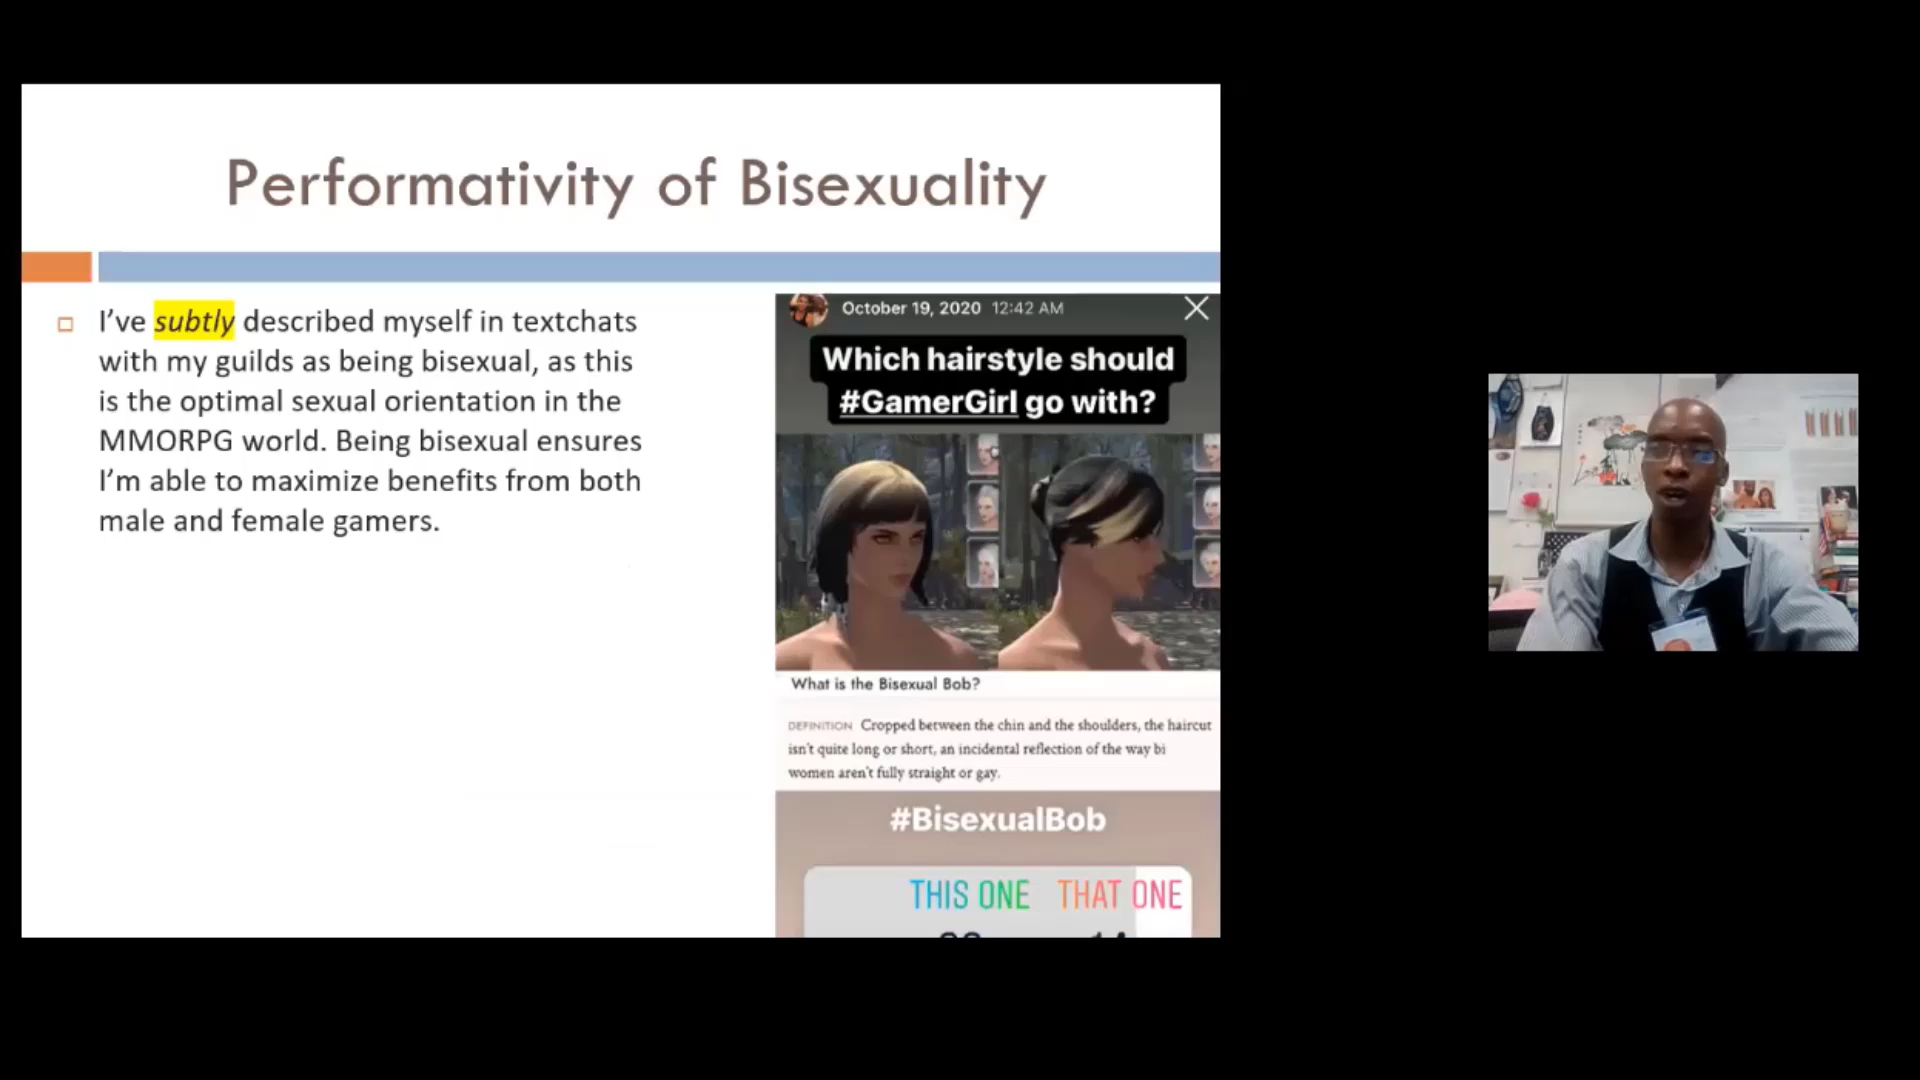 Performativity of Bisexuality
I've subtly described myself in textchats
with my guilds as being bisexual, as this
is the optimal sexual orientation in the
MMORPG world. Being bisexual ensures
I'm able to maximize benefits from both
male and female gamers.
October 19, 2020 12:42 AM
Which hairstyle should
#GamerGirl go with?
What is the Bisexual Bob?
DEFINITION Cropped between the chin and the shoulders, the haircut
isn't quite long or short, an incidental reflection of the way bi
women aren't fully straight or gay.
#BisexualBob
THIS ONE THAT ONE